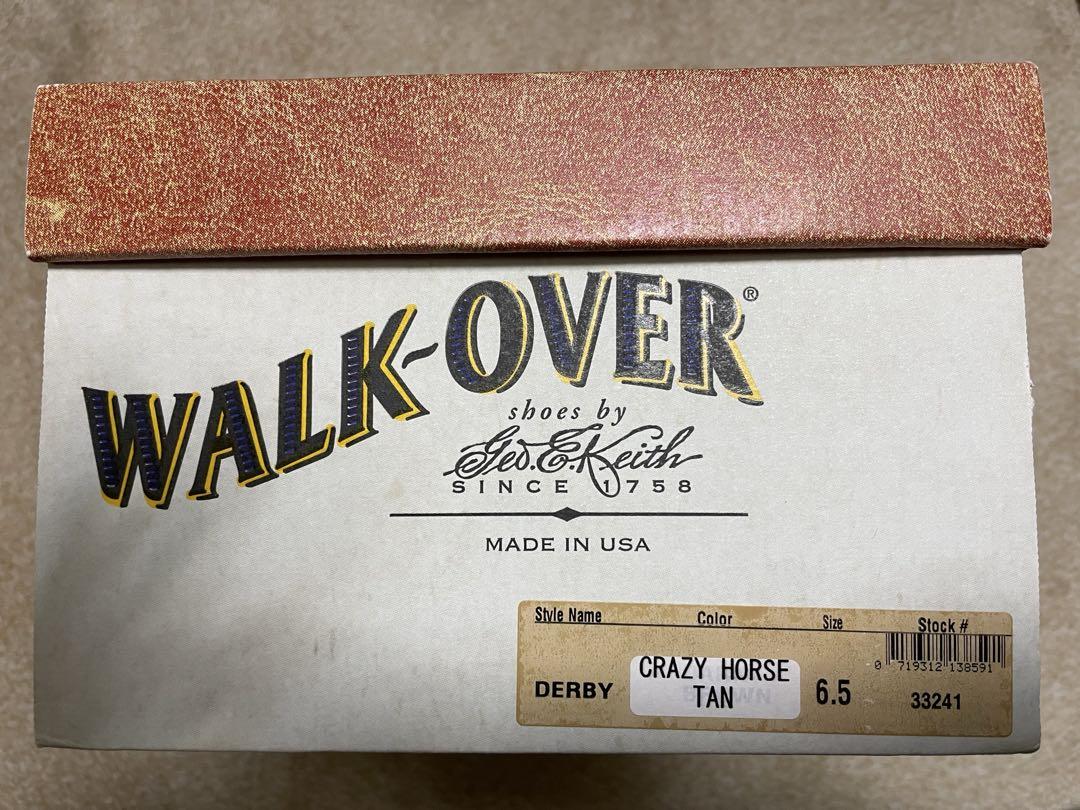 WALK-OVER®
shoes by
Geo. E. Keith
SINCE 1758
MADE IN USA
Style Name Color Size Stock #
0 719312 138591
DERBY CRAZY HORSE TAN 6.5 33241